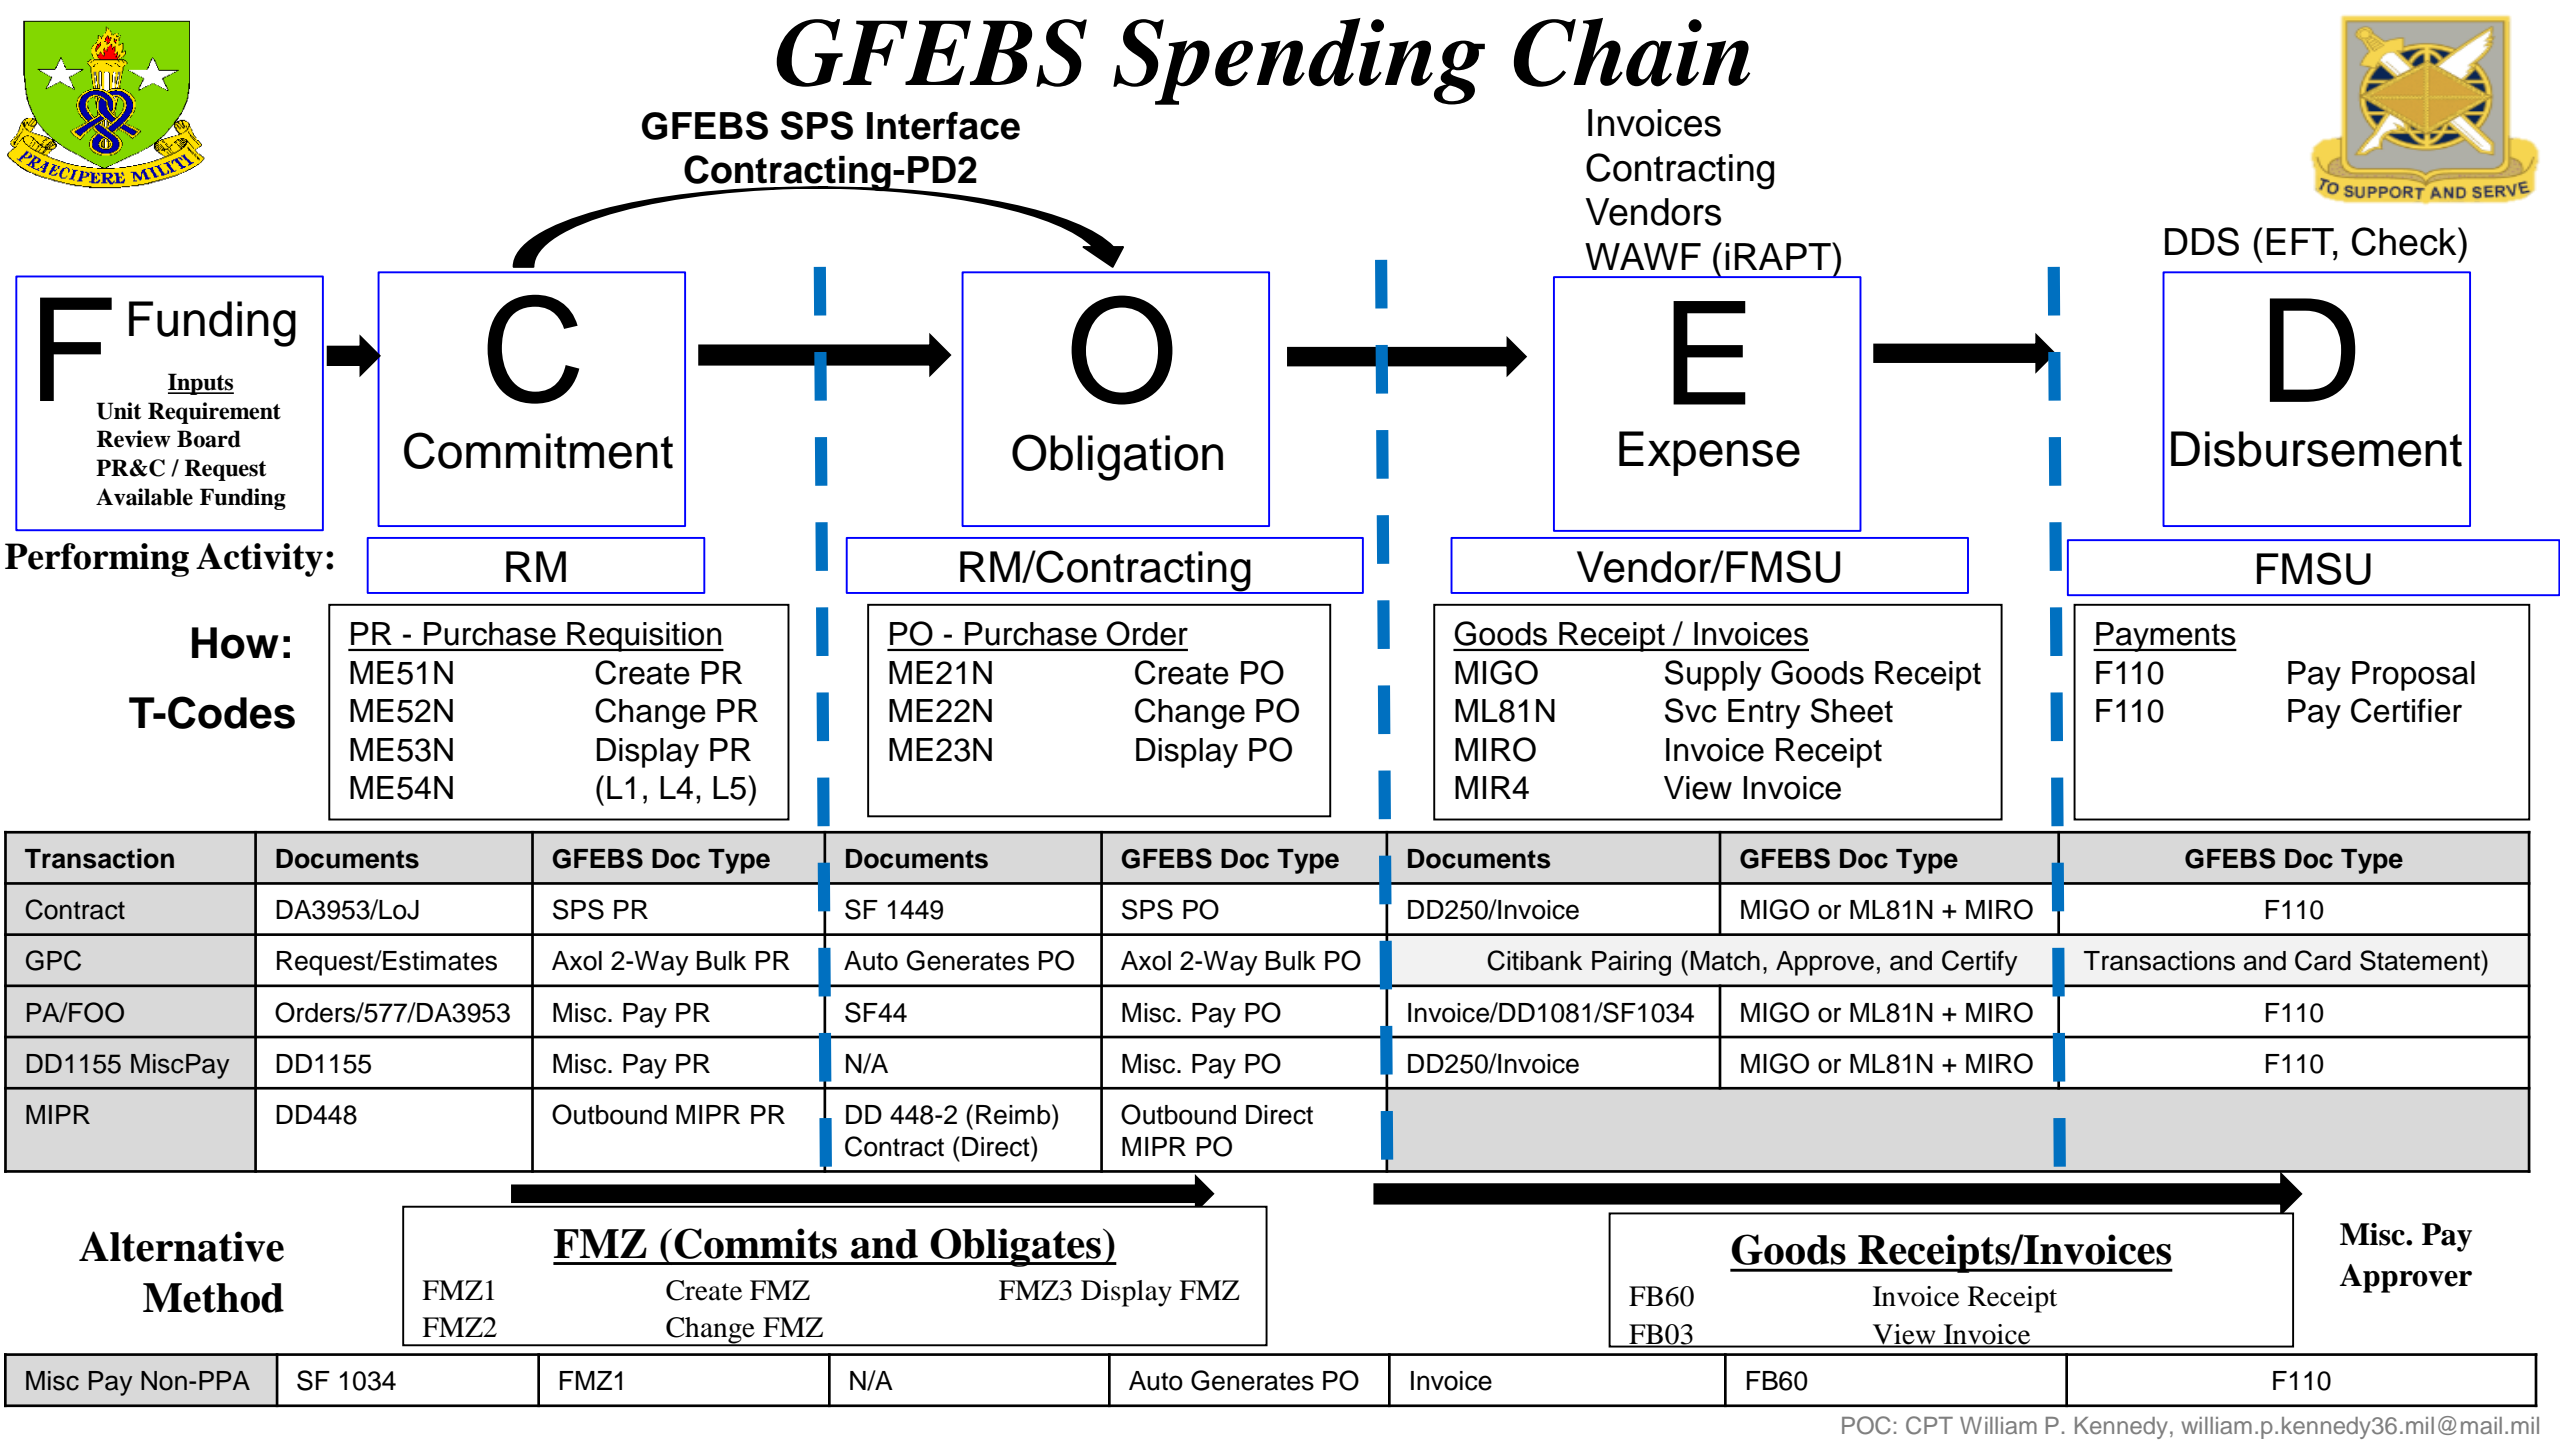 GFEBS Spending Chain
PRAECIPERE MILITI
TO SUPPORT AND SERVE
GFEBS SPS Interface
Contracting-PD2
Invoices
Contracting
Vendors
WAWF (iRAPT)
DDS (EFT, Check)
F Funding
Inputs
Unit Requirement
Review Board
PR&C / Request
Available Funding
C
Commitment
O
Obligation
E
Expense
D
Disbursement
Performing Activity:
RM
RM/Contracting
Vendor/FMSU
FMSU
How:
T-Codes
PR - Purchase Requisition
ME51N Create PR
ME52N Change PR
ME53N Display PR
ME54N (L1, L4, L5)
PO - Purchase Order
ME21N Create PO
ME22N Change PO
ME23N Display PO
Goods Receipt / Invoices
MIGO Supply Goods Receipt
ML81N Svc Entry Sheet
MIRO Invoice Receipt
MIR4 View Invoice
Payments
F110 Pay Proposal
F110 Pay Certifier
Transaction Documents GFEBS Doc Type Documents GFEBS Doc Type Documents GFEBS Doc Type GFEBS Doc Type
Contract DA3953/LoJ SPS PR SF 1449 SPS PO DD250/Invoice MIGO or ML81N + MIRO F110
GPC Request/Estimates Axol 2-Way Bulk PR Auto Generates PO Axol 2-Way Bulk PO Citibank Pairing (Match, Approve, and Certify Transactions and Card Statement)
PA/FOO Orders/577/DA3953 Misc. Pay PR SF44 Misc. Pay PO Invoice/DD1081/SF1034 MIGO or ML81N + MIRO F110
DD1155 MiscPay DD1155 Misc. Pay PR N/A Misc. Pay PO DD250/Invoice MIGO or ML81N + MIRO F110
MIPR DD448 Outbound MIPR PR DD 448-2 (Reimb) Outbound Direct
Contract (Direct) MIPR PO
Alternative
Method
FMZ (Commits and Obligates)
FMZ1 Create FMZ FMZ3 Display FMZ
FMZ2 Change FMZ
Goods Receipts/Invoices
FB60 Invoice Receipt
FB03 View Invoice
Misc. Pay
Approver
Misc Pay Non-PPA SF 1034 FMZ1 N/A Auto Generates PO Invoice FB60 F110
POC: CPT William P. Kennedy, william.p.kennedy36.mil@mail.mil